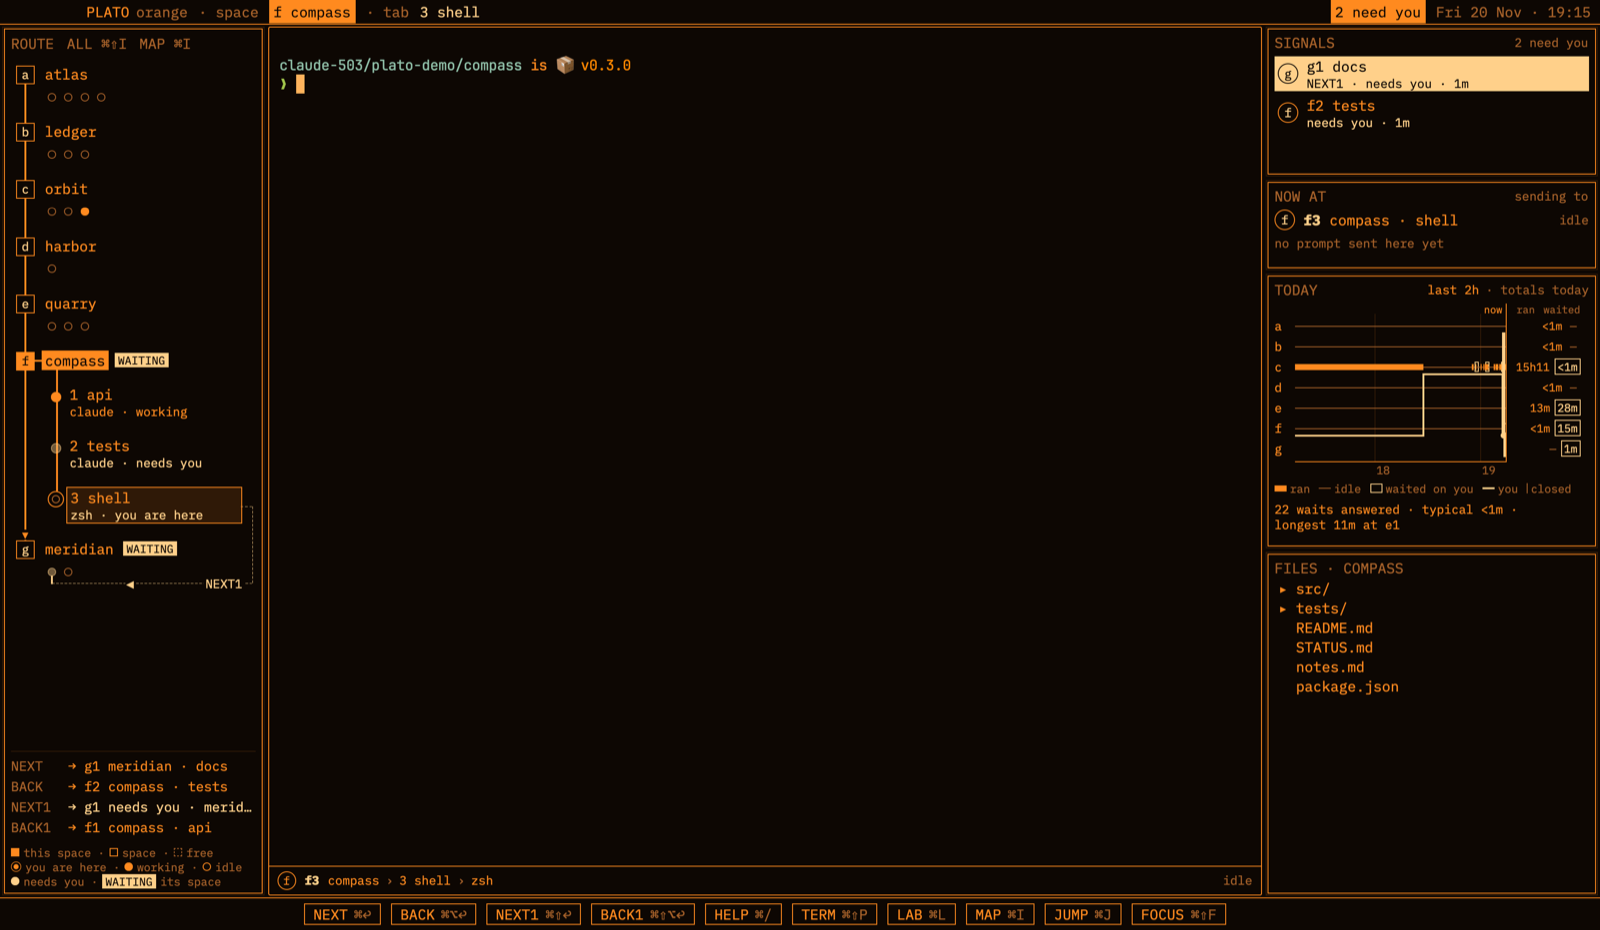 PLATO orange · space f compass · tab 3 shell
2 need you Fri 20 Nov · 19:15
ROUTE ALL ⌘⇧I MAP ⌘I
a atlas
b ledger
c orbit
d harbor
e quarry
f compass WAITING
1 api
claude · working
2 tests
claude · needs you
3 shell
zsh · you are here
g meridian WAITING
NEXT1
NEXT → g1 meridian · docs
BACK → f2 compass · tests
NEXT1 → g1 needs you · merid…
BACK1 → f1 compass · api
this space · space · free
you are here · working · idle
needs you · WAITING its space
claude-503/plato-demo/compass is 📦 v0.3.0
❯
f f3 compass › 3 shell › zsh idle
SIGNALS 2 need you
g g1 docs
NEXT1 · needs you · 1m
f f2 tests
needs you · 1m
NOW AT sending to
f f3 compass · shell idle
no prompt sent here yet
TODAY last 2h · totals today
now ran waited
a <1m —
b <1m —
c 15h11 <1m
d <1m —
e 13m 28m
f <1m 15m
g — 1m
18 19
ran idle waited on you you closed
22 waits answered · typical <1m ·
longest 11m at e1
FILES · COMPASS
▸ src/
▸ tests/
README.md
STATUS.md
notes.md
package.json
NEXT ⌘↩ BACK ⌘⌥↩ NEXT1 ⌘⇧↩ BACK1 ⌘⇧⌥↩ HELP ⌘/ TERM ⌘⇧P LAB ⌘L MAP ⌘I JUMP ⌘J FOCUS ⌘⇧F